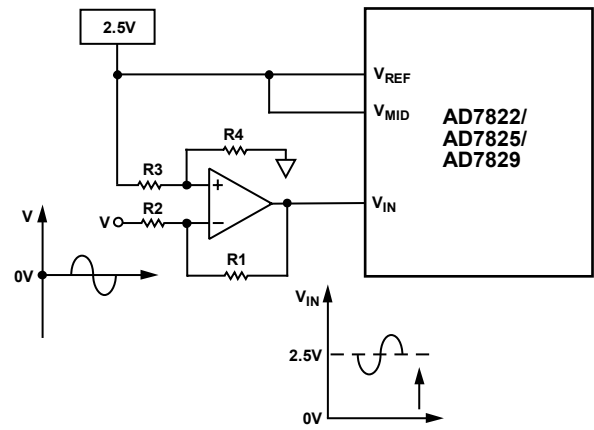 2.5V
VREF
VMID
AD7822/
AD7825/
AD7829
R4
R3
R2
V
VIN
R1
V
0V
VIN
2.5V
0V